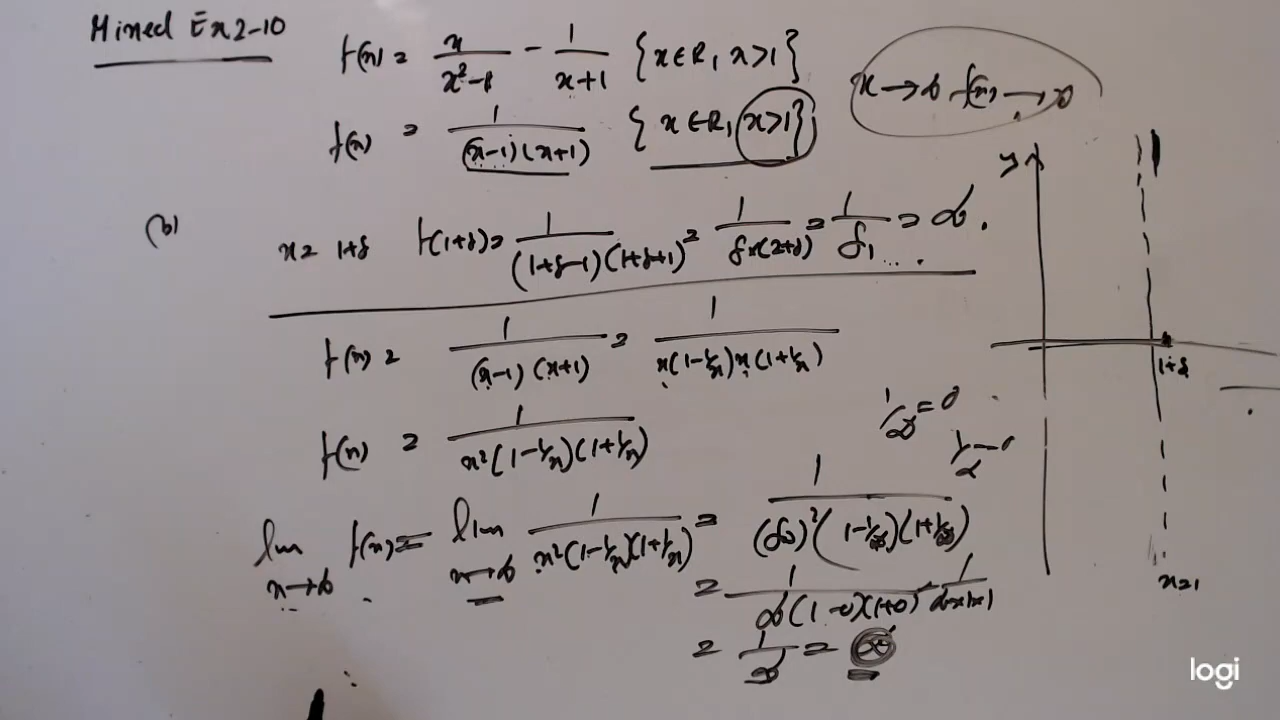 Mixed Ex2-10
f(x) = x/(x²-1) - 1/(x+1) {x∈R, x>1}
x→∞ f(x)→0
f(x) = 1/((x-1)(x+1)) {x∈R, x>1}
y
(b)
x = 1+δ f(1+δ) = 1/((1+δ-1)(1+δ+1)) = 1/(δ×(2+δ)) = 1/δ₁ = ∞.
f(x) = 1/((x-1)(x+1)) = 1/(x(1-1/x)x(1+1/x))
1+δ
f(x) = 1/(x²(1-1/x)(1+1/x))
1/∞ = 0
lim x→∞ f(x) = lim x→∞ 1/(x²(1-1/x)(1+1/x)) = 1/((∞)²(1-1/∞)(1+1/∞))
= 1/(∞(1-0)(1+0)) = 1/(∞×1×1)
x=1
= 1/∞ =
logi